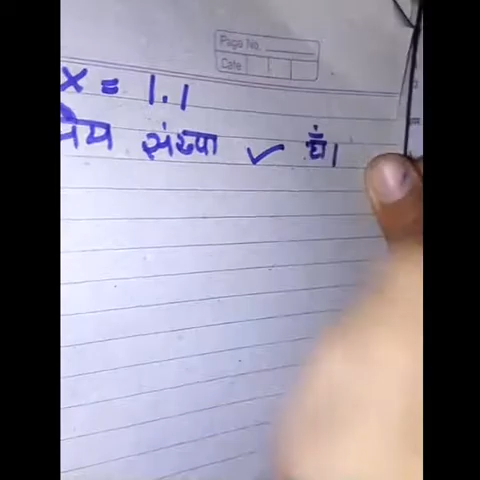 Page No.
Date
x = 1.1
संख्या ✓